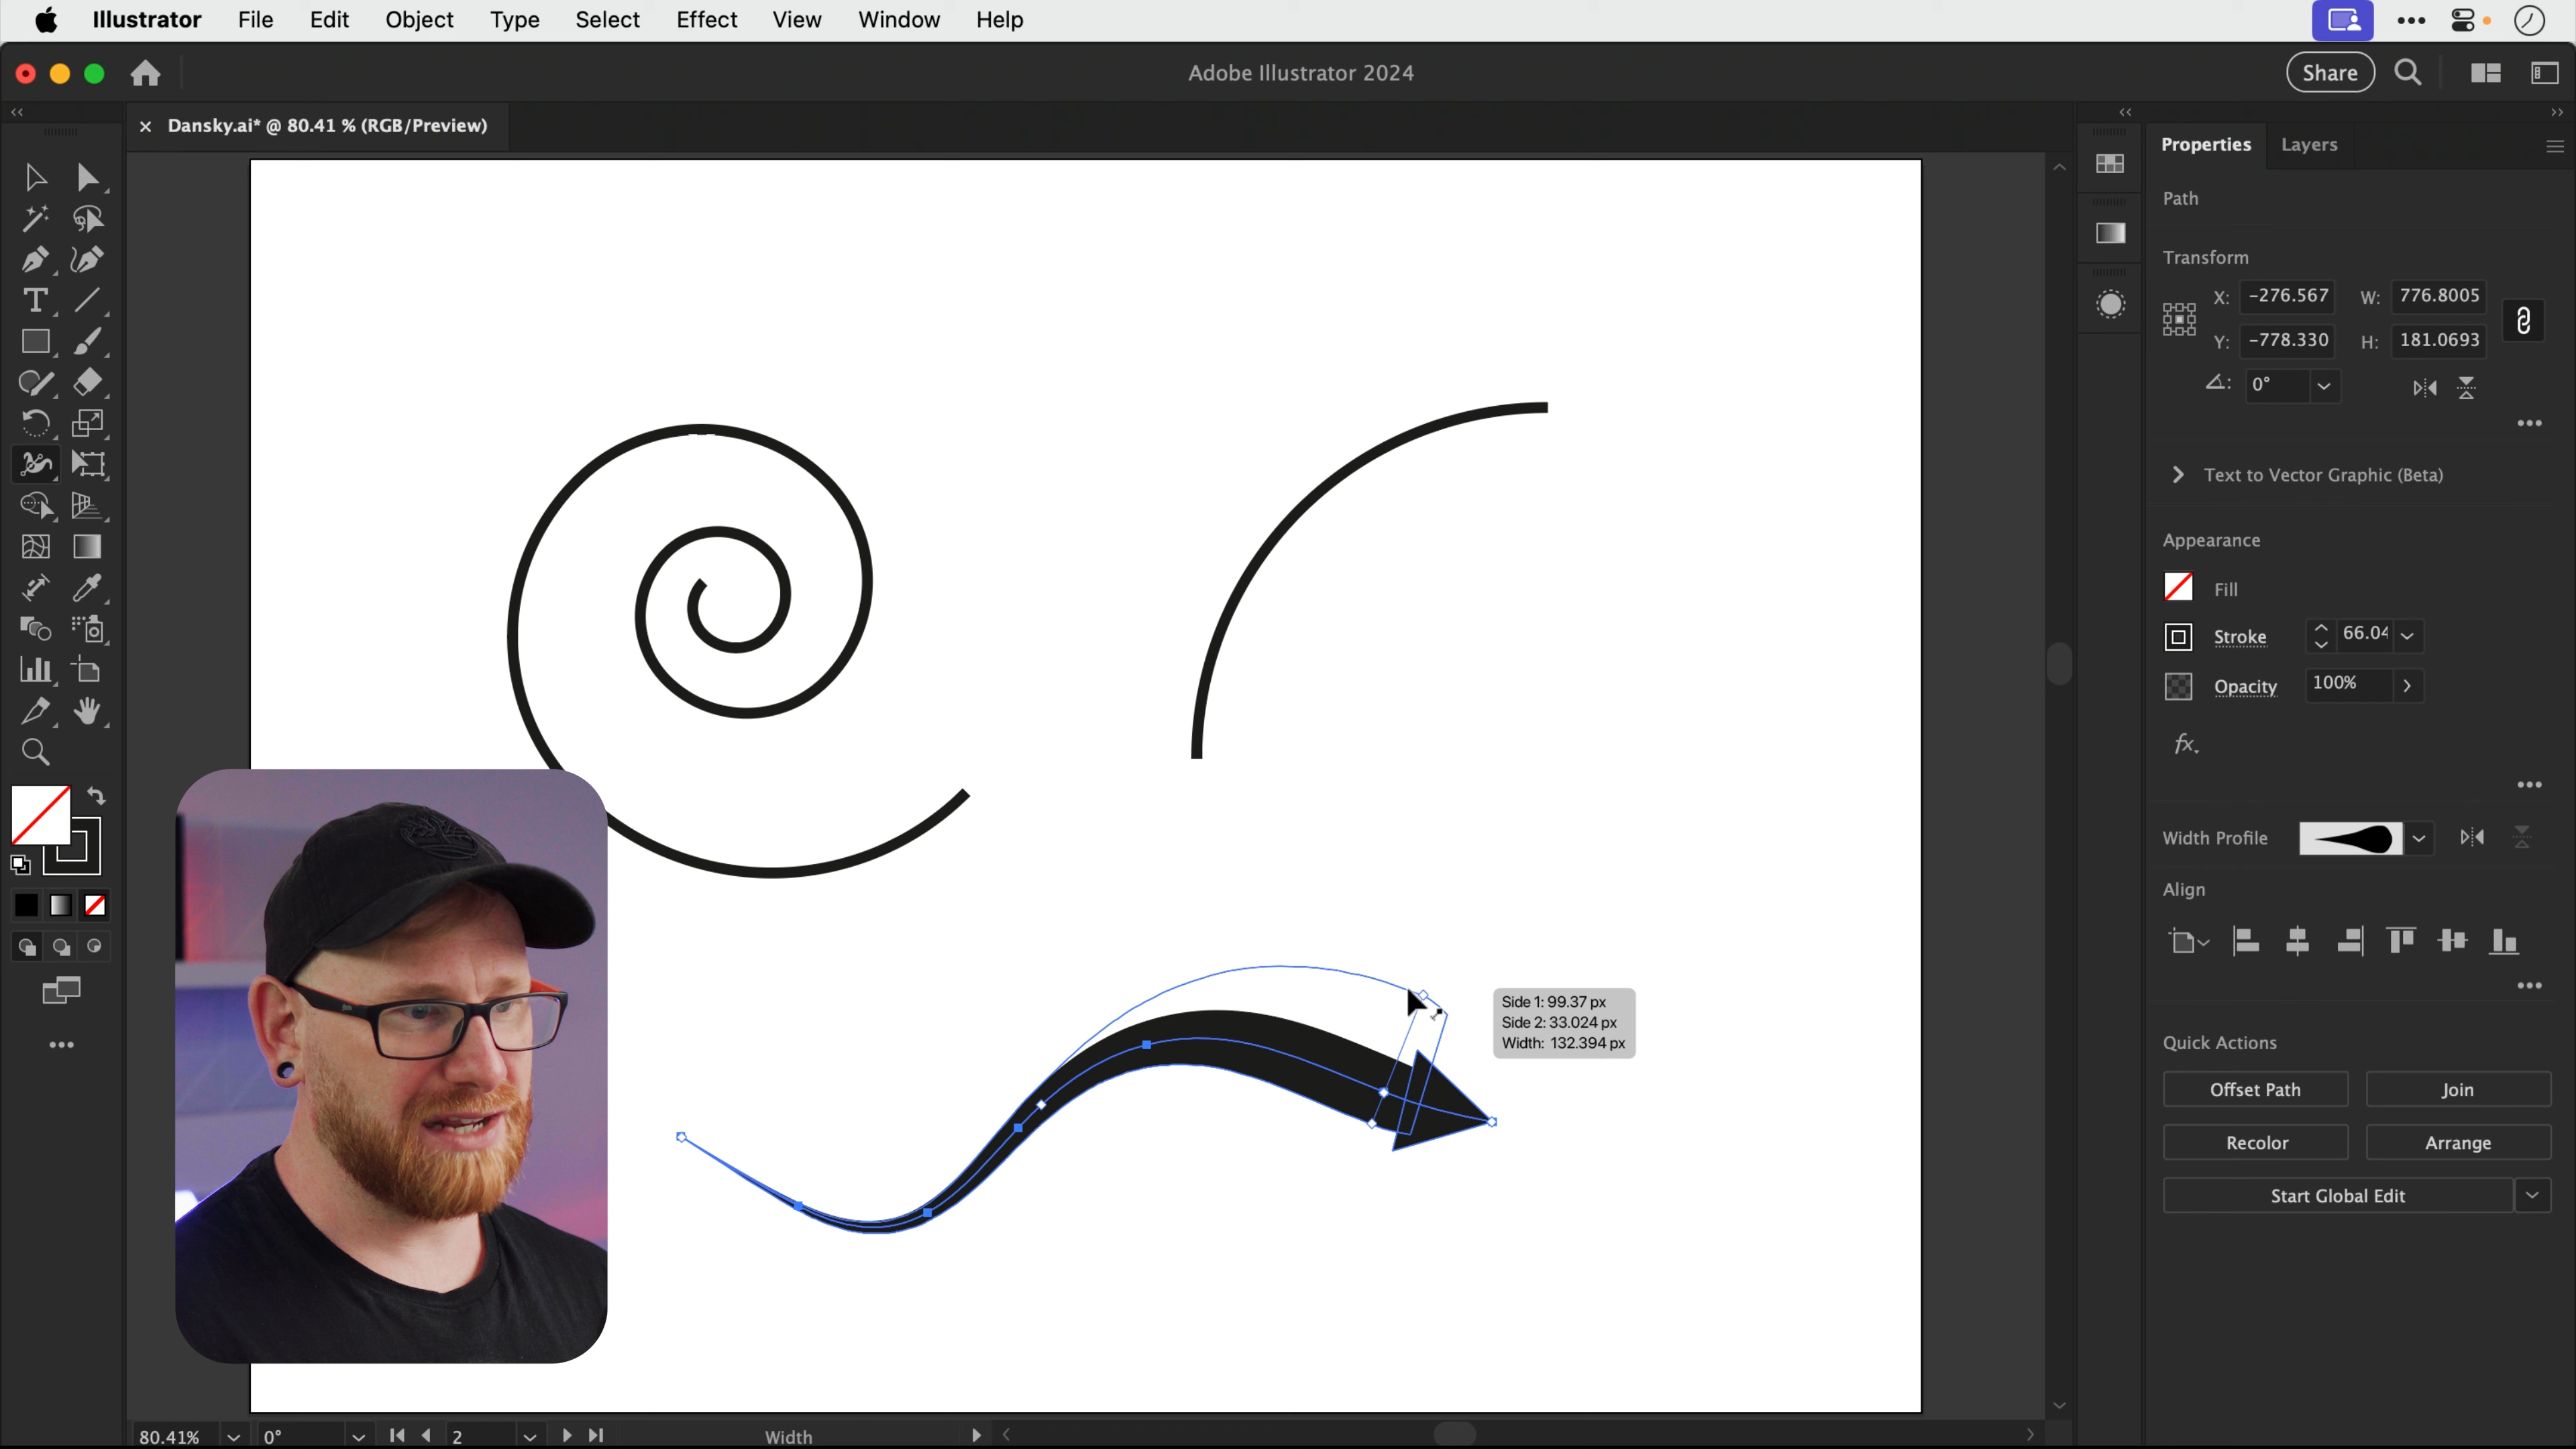 Illustrator File Edit Object Type Select Effect View Window Help
Adobe Illustrator 2024
Share
Dansky.ai* @ 80.41 % (RGB/Preview)
Properties Layers
Path
Transform
X: -276.567 W: 776.8005
Y: -778.330 H: 181.0693
0°
Text to Vector Graphic (Beta)
Appearance
Fill
Stroke 66.04
Opacity 100%
fx
Width Profile
Align
Side 1: 99.37 px
Side 2: 33.024 px
Width: 132.394 px
Quick Actions
Offset Path Join
Recolor Arrange
Start Global Edit
80.41% 0° 2 Width